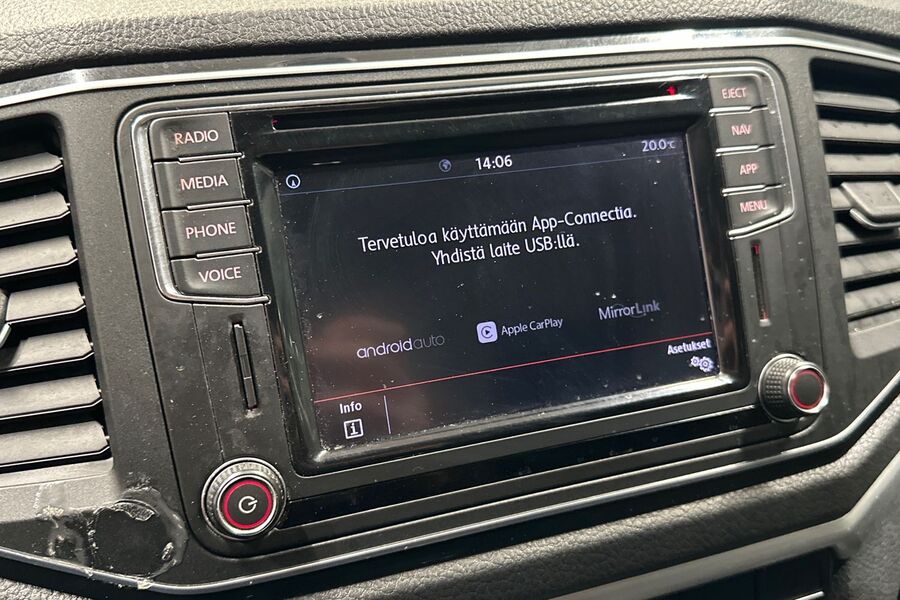 RADIO
MEDIA
PHONE
VOICE
EJECT
NAV
APP
MENU
14:06
20.0°C
Tervetuloa käyttämään App-Connectia.
Yhdistä laite USB:llä.
androidauto
Apple CarPlay
MirrorLink
Asetukset
Info
i